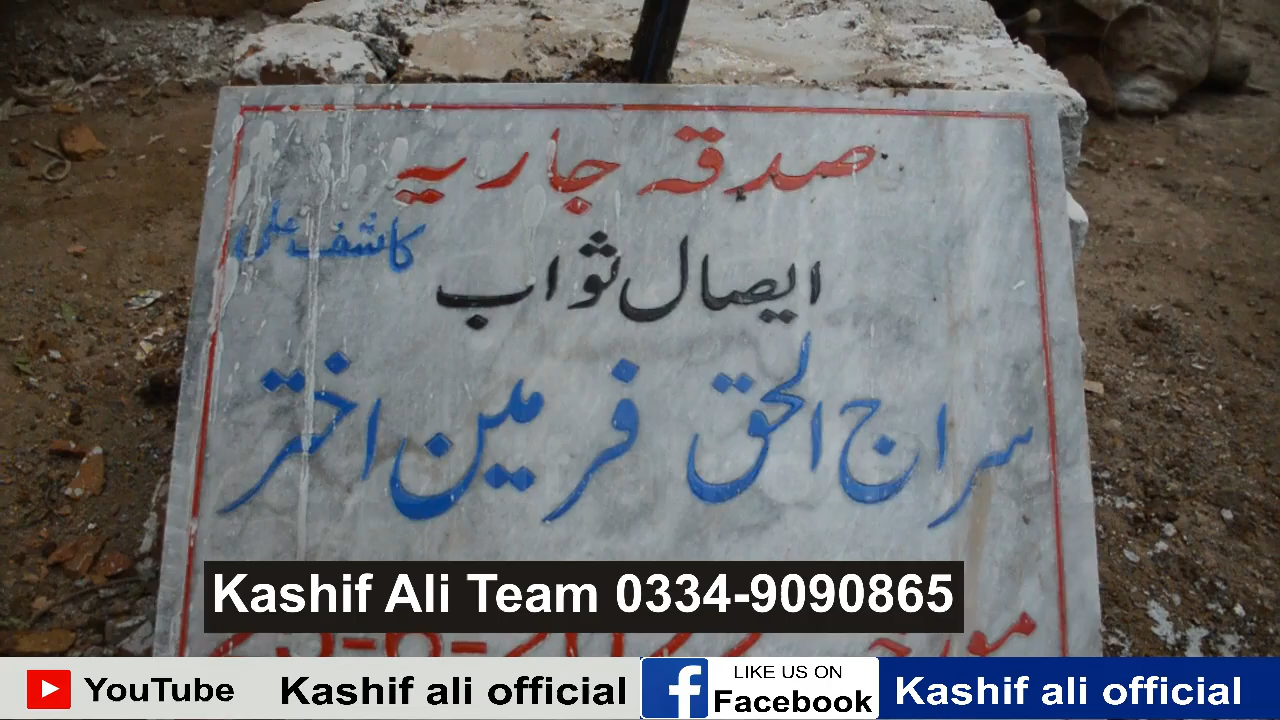 صدقہ جاریہ
کاشف علی
ایصال ثواب
سراج الحق فرمین اختر
Kashif Ali Team 0334-9090865
YouTube Kashif ali official
LIKE US ON
Facebook
Kashif ali official